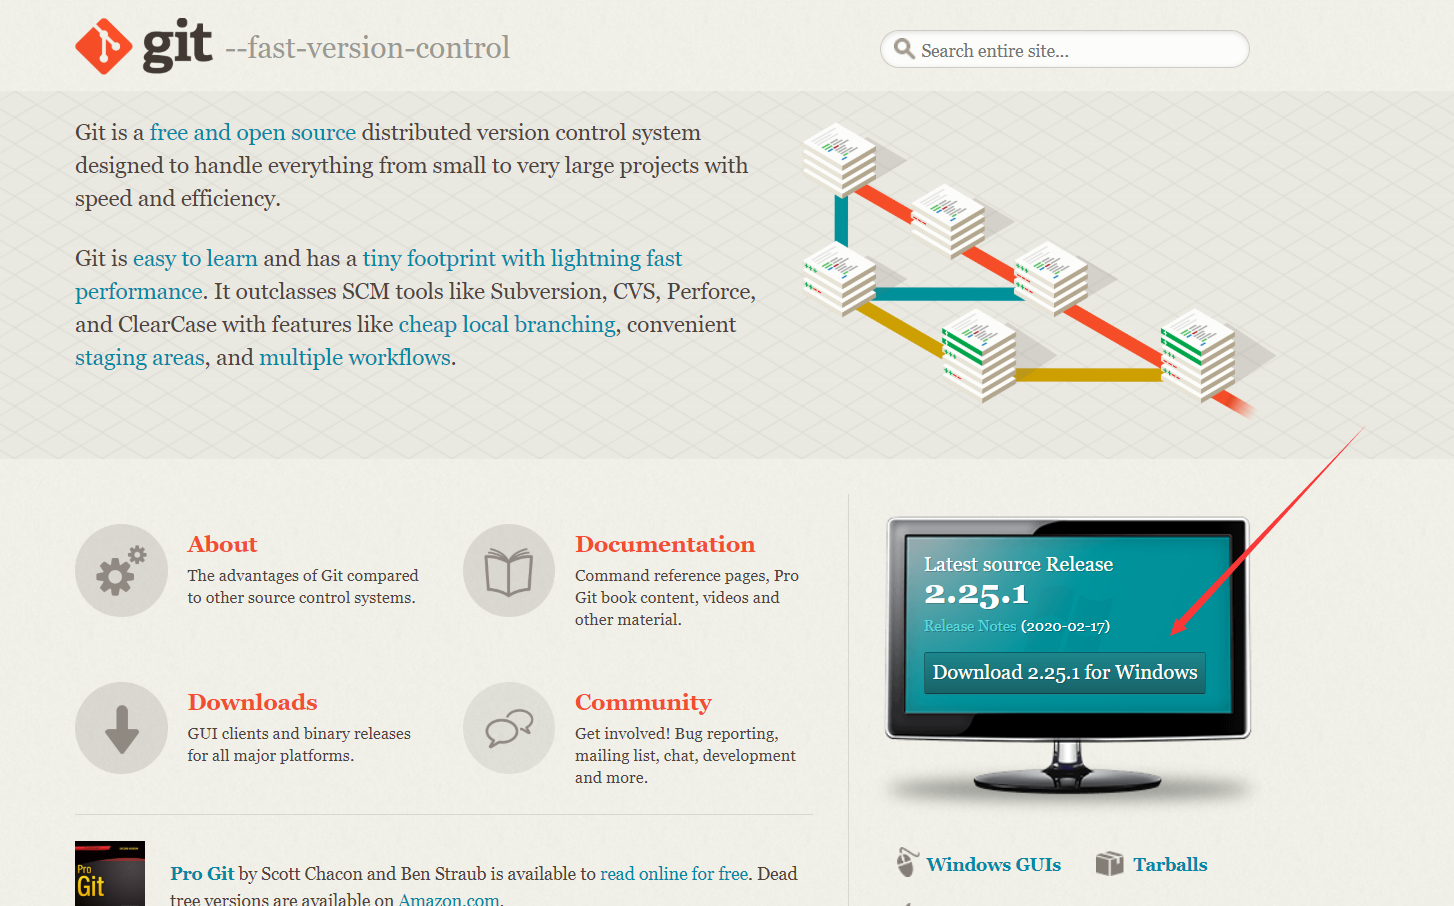 git --fast-version-control
Search entire site...
Git is a free and open source distributed version control system
designed to handle everything from small to very large projects with
speed and efficiency.
Git is easy to learn and has a tiny footprint with lightning fast
performance. It outclasses SCM tools like Subversion, CVS, Perforce,
and ClearCase with features like cheap local branching, convenient
staging areas, and multiple workflows.
About
The advantages of Git compared
to other source control systems.
Documentation
Command reference pages, Pro
Git book content, videos and
other material.
Downloads
GUI clients and binary releases
for all major platforms.
Community
Get involved! Bug reporting,
mailing list, chat, development
and more.
Pro
Git
Pro Git by Scott Chacon and Ben Straub is available to read online for free. Dead
tree versions are available on Amazon.com.
Latest source Release
2.25.1
Release Notes (2020-02-17)
Download 2.25.1 for Windows
Windows GUIs
Tarballs